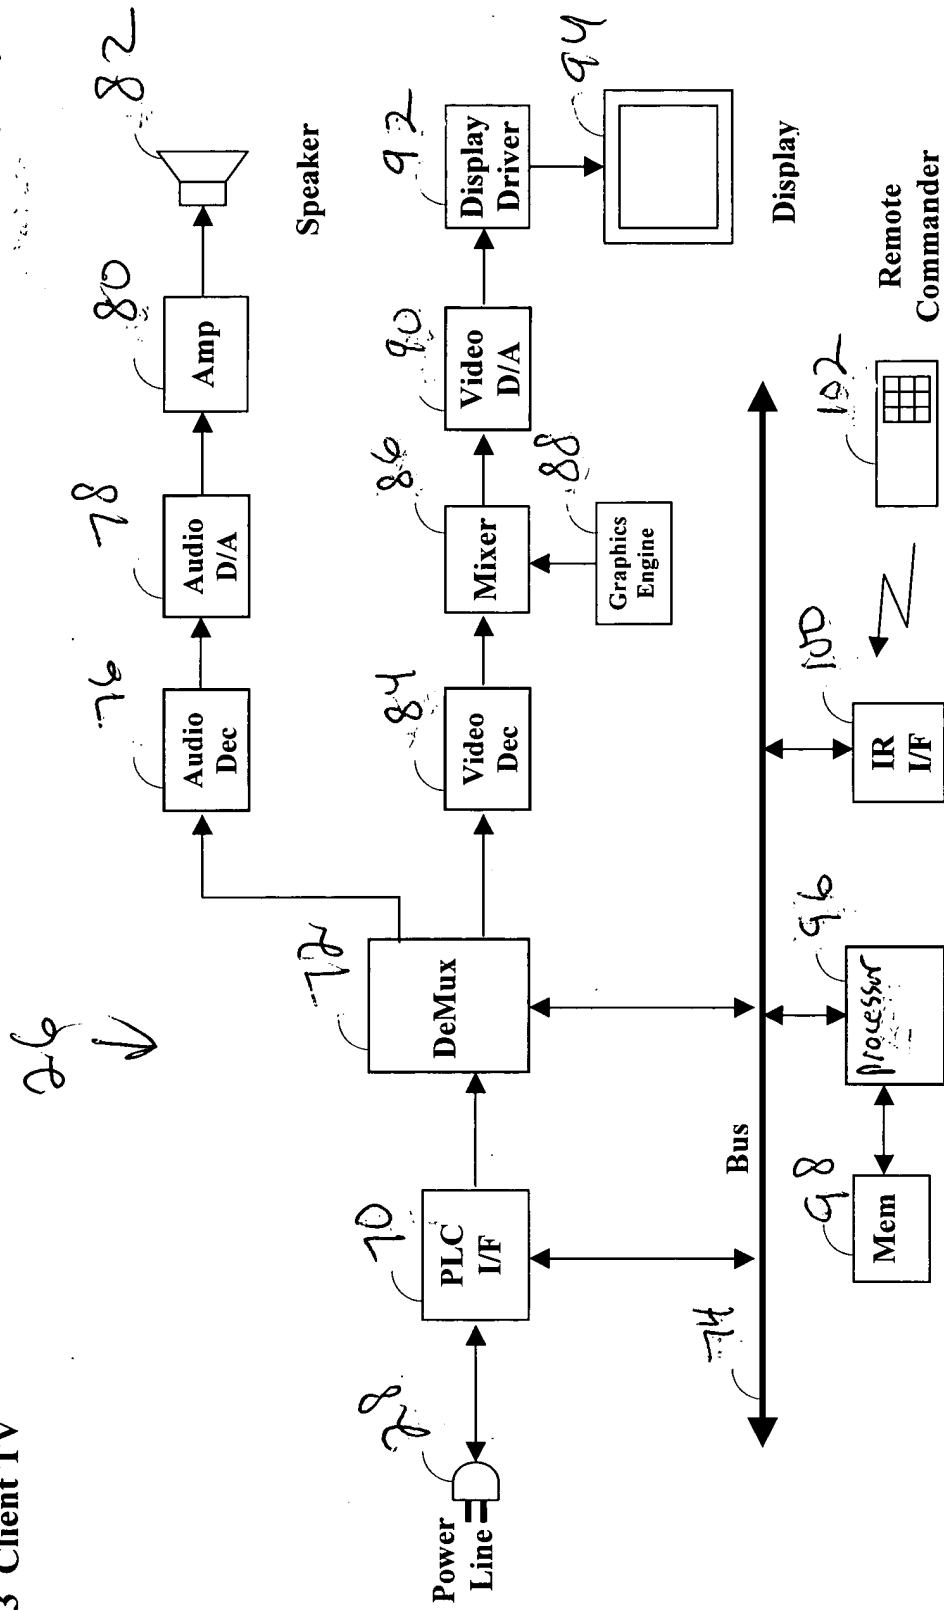 3 Client TV
26
Power
Line
28
PLC
I/F
70
DeMux
72
Audio
Dec
76
Audio
D/A
78
Amp
80
82
Speaker
Video
Dec
84
Mixer
86
Graphics
Engine
88
Video
D/A
90
Display
Driver
92
94
Display
Bus
74
Mem
98
processor
96
IR
I/F
100
102
Remote
Commander